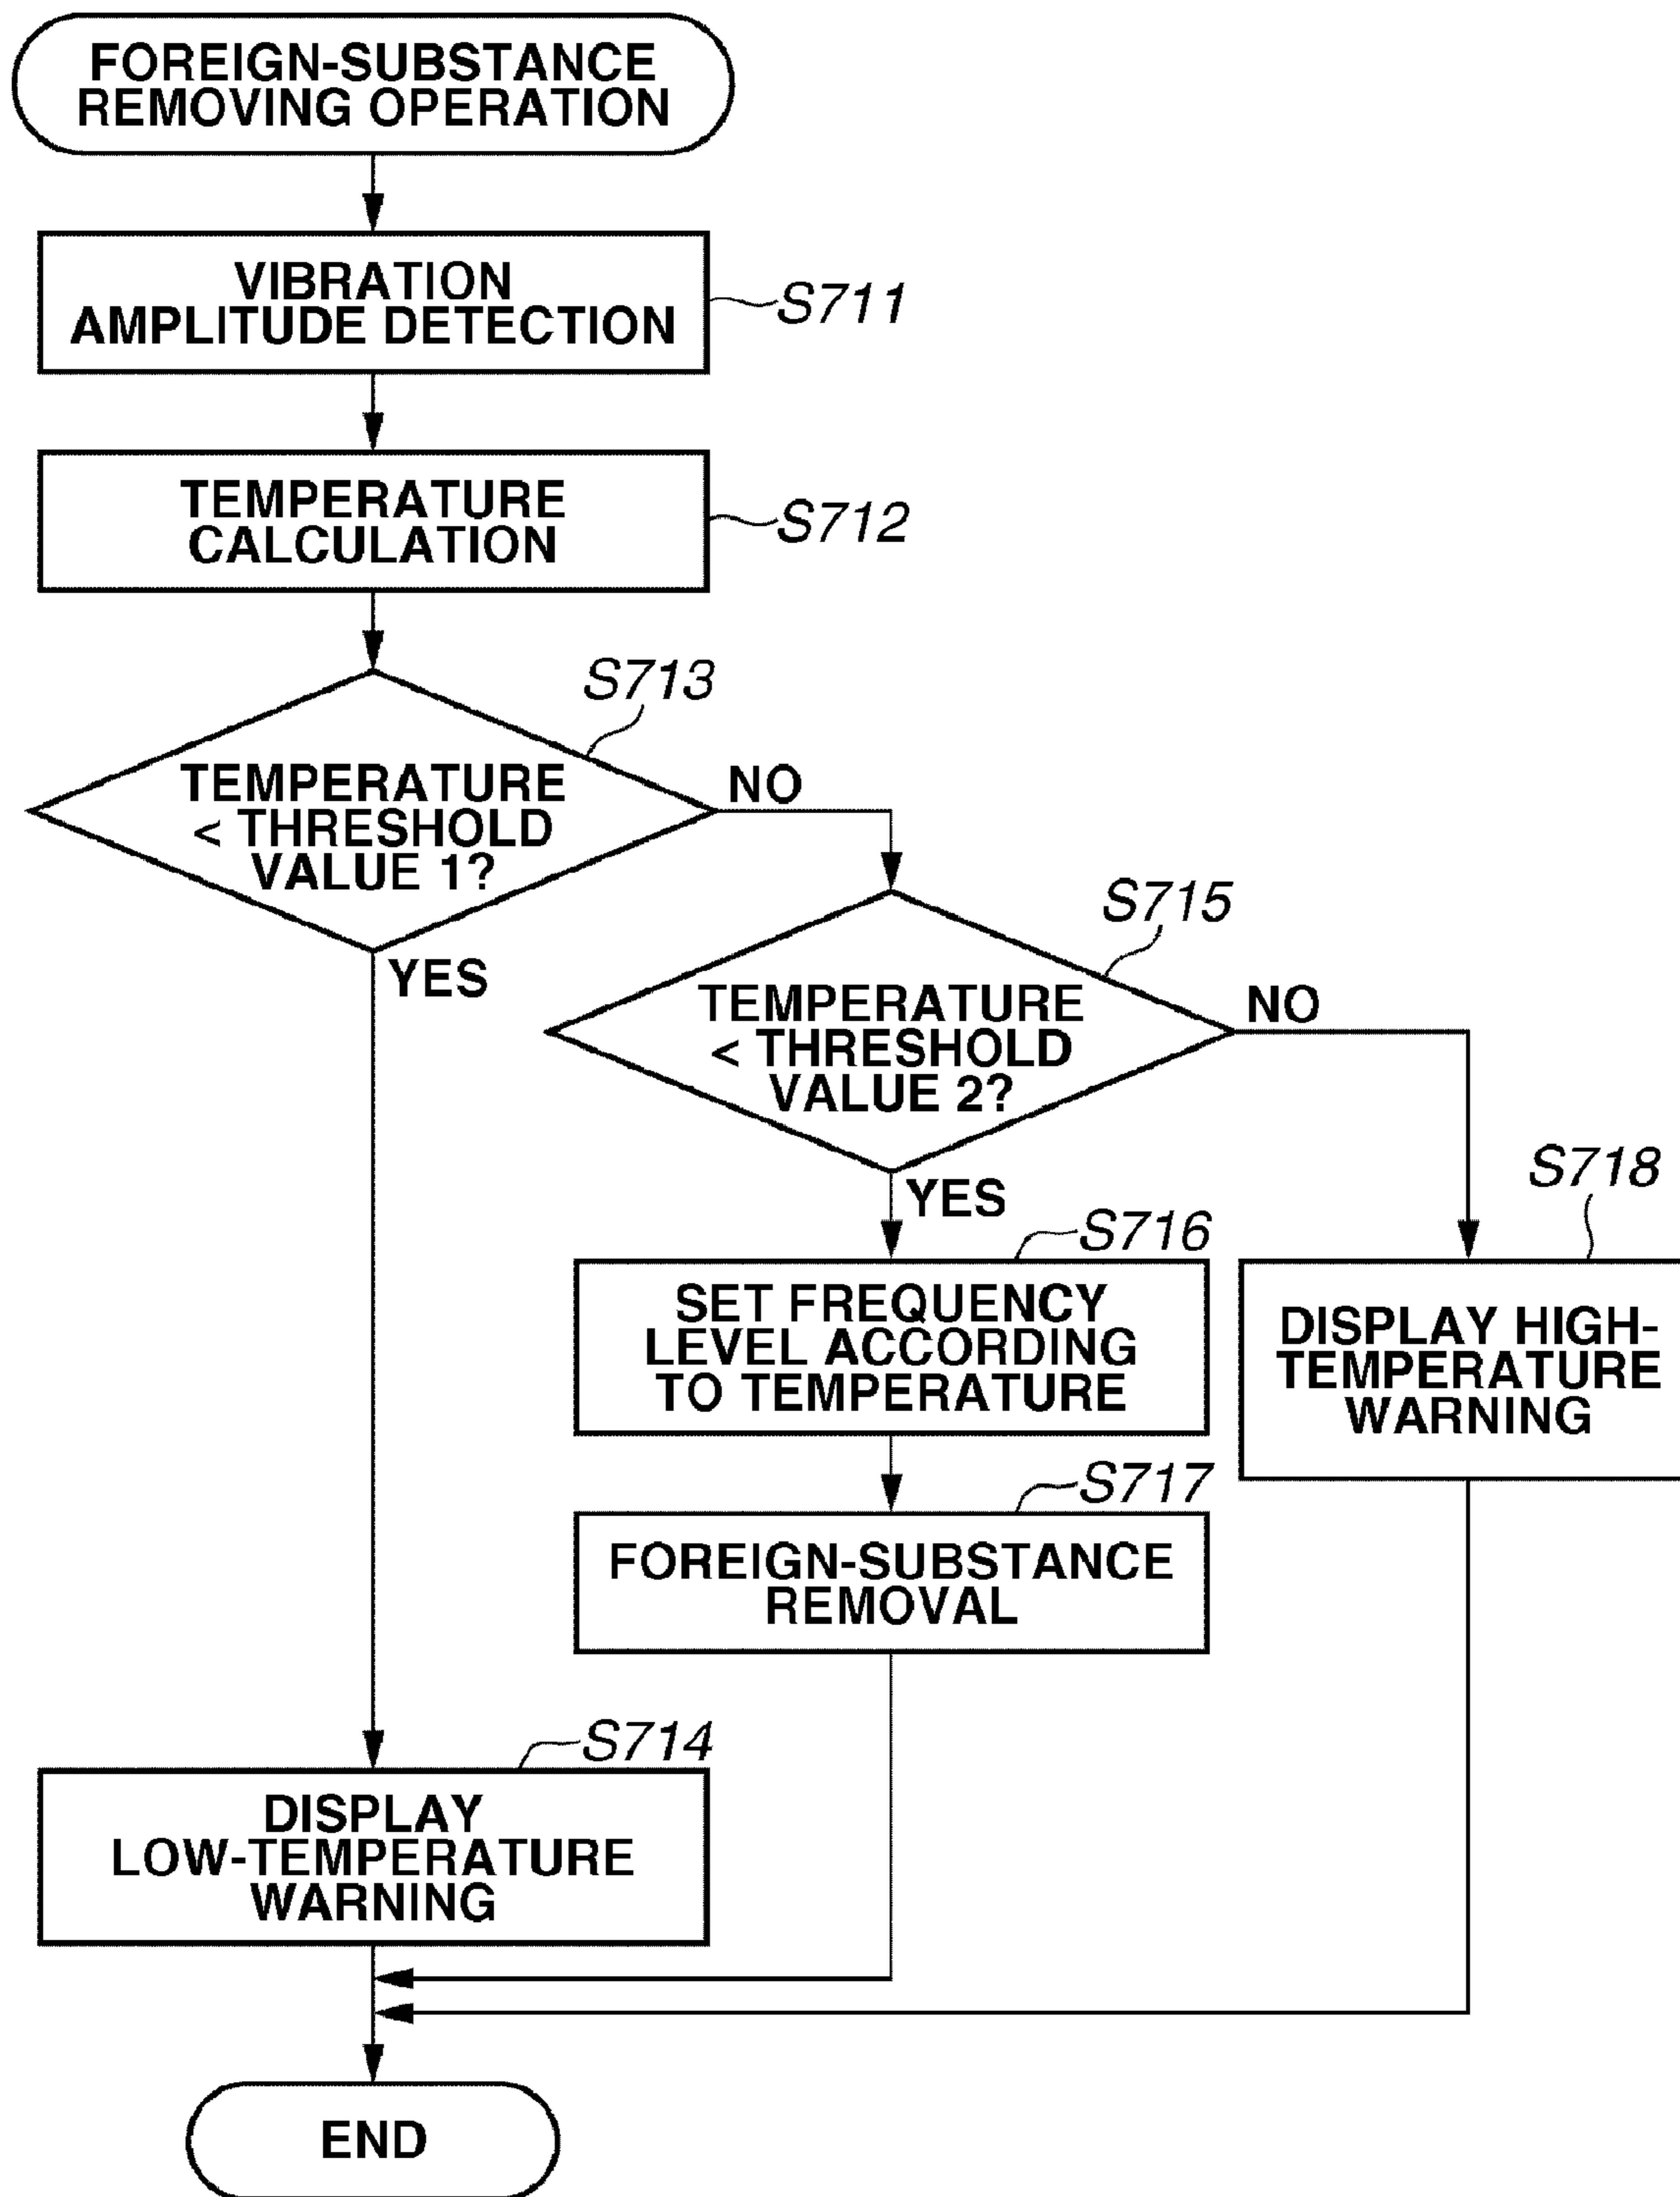 FOREIGN-SUBSTANCE
REMOVING OPERATION
VIBRATION
AMPLITUDE DETECTION
S711
TEMPERATURE
CALCULATION
S712
S713
TEMPERATURE
< THRESHOLD
VALUE 1?
NO
YES
S715
TEMPERATURE
< THRESHOLD
VALUE 2?
NO
YES
S716
SET FREQUENCY
LEVEL ACCORDING
TO TEMPERATURE
S718
DISPLAY HIGH-
TEMPERATURE
WARNING
S717
FOREIGN-SUBSTANCE
REMOVAL
S714
DISPLAY
LOW-TEMPERATURE
WARNING
END